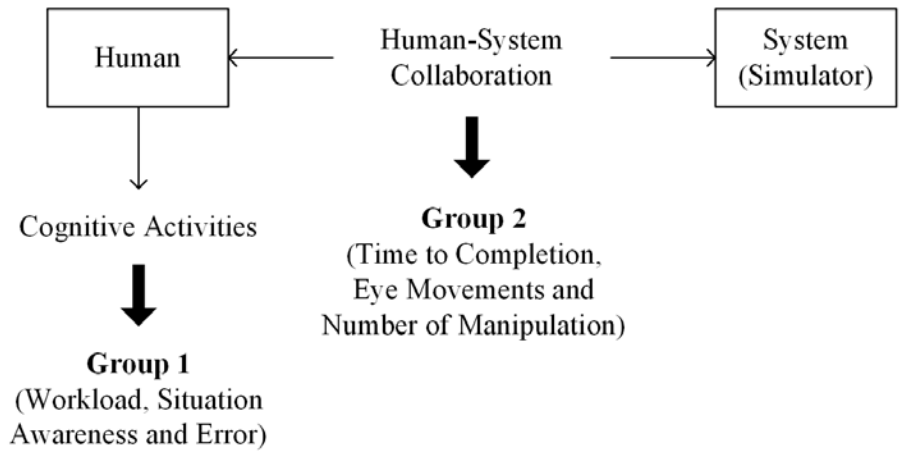 Human
Human-System
Collaboration
System
(Simulator)
Cognitive Activities
Group 2
(Time to Completion,
Eye Movements and
Number of Manipulation)
Group 1
(Workload, Situation
Awareness and Error)